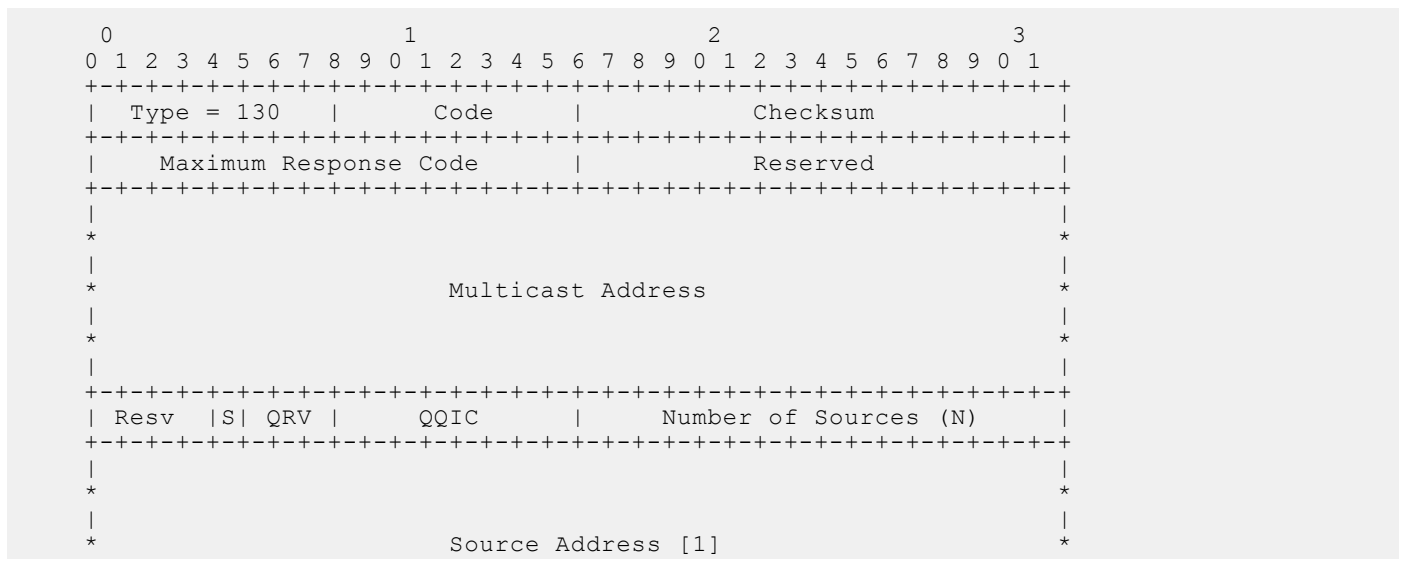 0                   1                   2                   3
 0 1 2 3 4 5 6 7 8 9 0 1 2 3 4 5 6 7 8 9 0 1 2 3 4 5 6 7 8 9 0 1
+-+-+-+-+-+-+-+-+-+-+-+-+-+-+-+-+-+-+-+-+-+-+-+-+-+-+-+-+-+-+-+-+
|  Type = 130   |      Code     |           Checksum            |
+-+-+-+-+-+-+-+-+-+-+-+-+-+-+-+-+-+-+-+-+-+-+-+-+-+-+-+-+-+-+-+-+
|    Maximum Response Code      |           Reserved            |
+-+-+-+-+-+-+-+-+-+-+-+-+-+-+-+-+-+-+-+-+-+-+-+-+-+-+-+-+-+-+-+-+
|                                                               |
*                                                               *
|                                                               |
*                       Multicast Address                       *
|                                                               |
*                                                               *
|                                                               |
+-+-+-+-+-+-+-+-+-+-+-+-+-+-+-+-+-+-+-+-+-+-+-+-+-+-+-+-+-+-+-+-+
| Resv  |S| QRV |     QQIC      |     Number of Sources (N)     |
+-+-+-+-+-+-+-+-+-+-+-+-+-+-+-+-+-+-+-+-+-+-+-+-+-+-+-+-+-+-+-+-+
|                                                               |
*                                                               *
|                                                               |
*                       Source Address [1]                      *